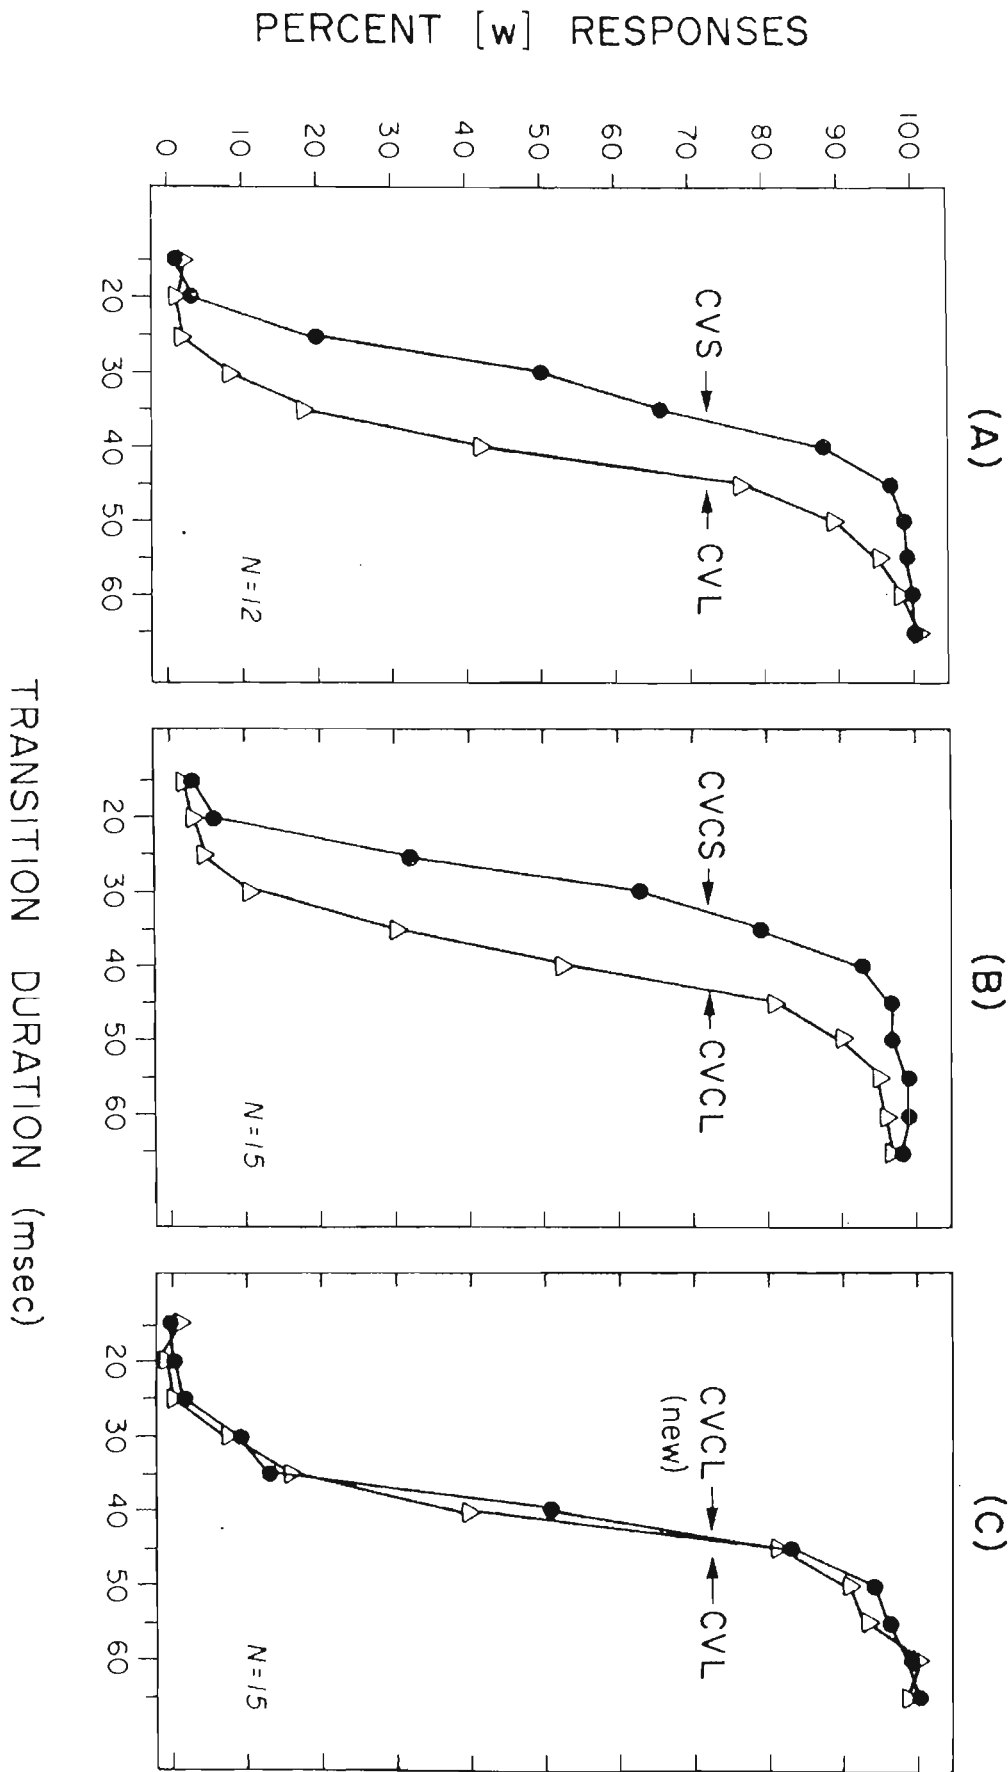 PERCENT [w] RESPONSES
100
90
80
70
60
50
40
30
20
10
0
(A)
CVS
CVL
N=12
20 30 40 50 60
(B)
CVCS
CVCL
N=15
20 30 40 50 60
(C)
CVCL
(new)
CVL
N=15
20 30 40 50 60
TRANSITION DURATION (msec)